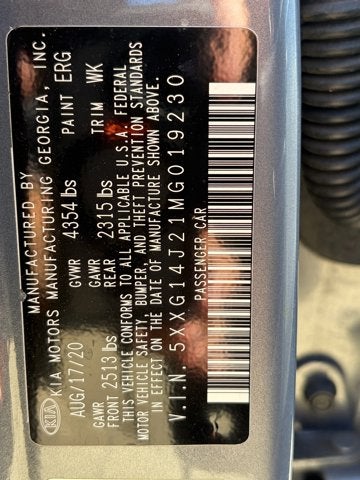 MANUFACTURED BY
KIA MOTORS MANUFACTURING GEORGIA, INC.
AUG/17/20 GVWR 4354 lbs PAINT ERG
GAWR FRONT 2513 lbs GAWR REAR 2315 lbs TRIM WK
THIS VEHICLE CONFORMS TO ALL APPLICABLE U.S.A. FEDERAL
MOTOR VEHICLE SAFETY, BUMPER, AND THEFT PREVENTION STANDARDS
IN EFFECT ON THE DATE OF MANUFACTURE SHOWN ABOVE.
V.I.N. 5XXG14J21MG019230
PASSENGER CAR
KIA